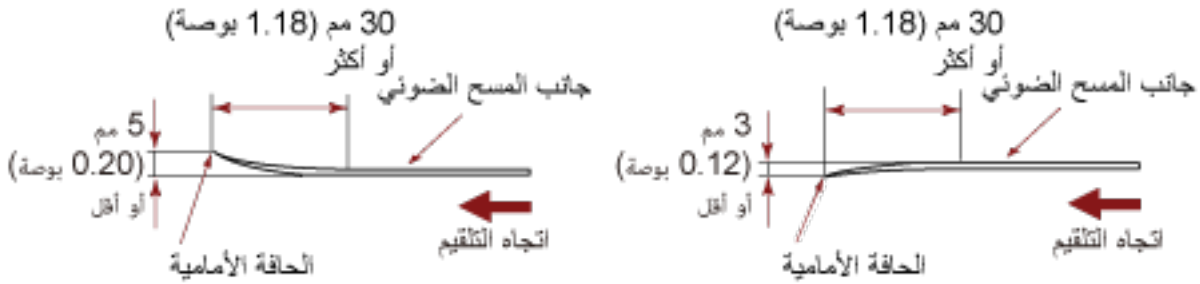 30 مم (1.18 بوصة)
أو أكثر
جانب المسح الضوئي
5 مم
(0.20 بوصة)
أو أقل
اتجاه التلقيم
الحافة الأمامية
30 مم (1.18 بوصة)
أو أكثر
جانب المسح الضوئي
3 مم
(0.12 بوصة)
أو أقل
اتجاه التلقيم
الحافة الأمامية